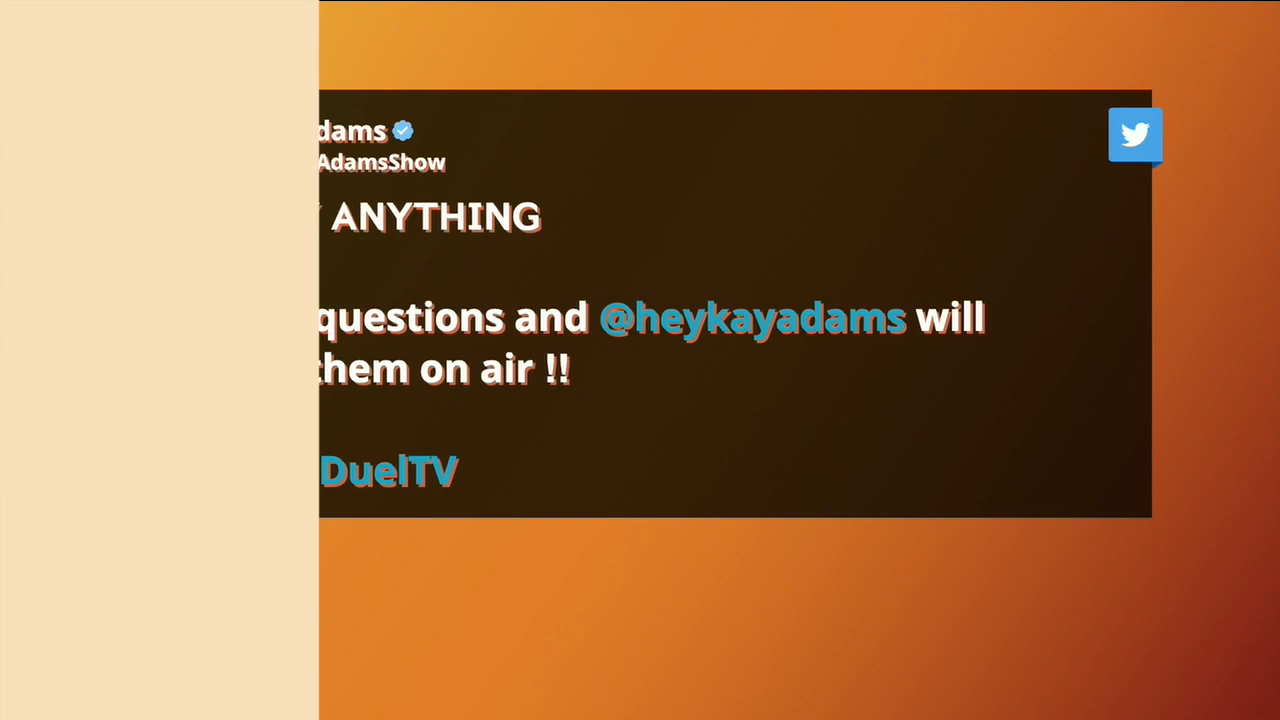 dams
AdamsShow
ANYTHING
questions and @heykayadams will
them on air !!
DuelTV